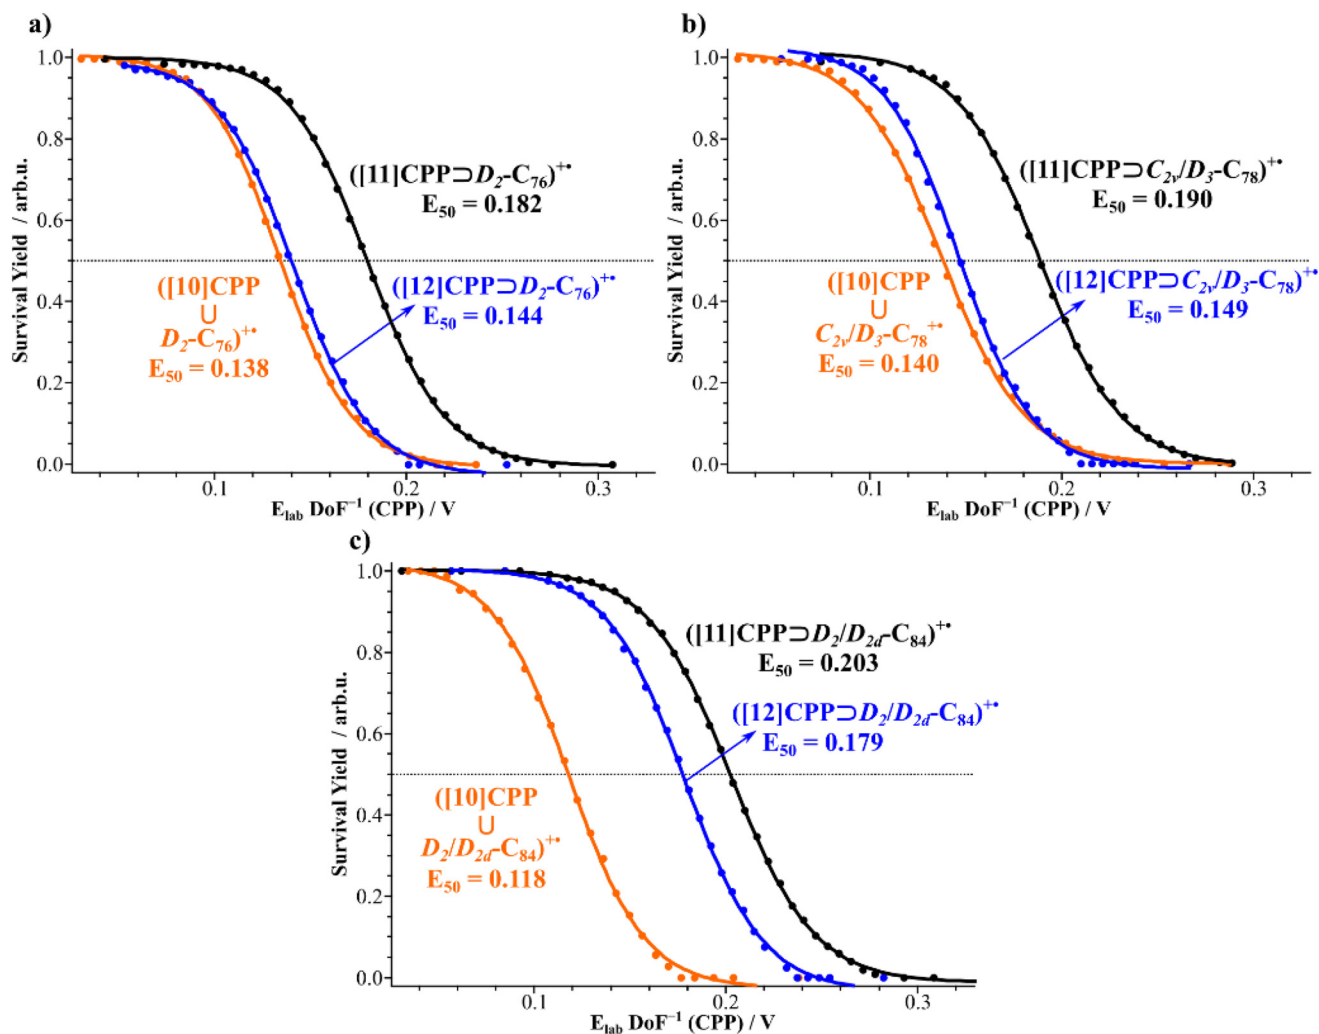 a)
Survival Yield / arb.u.
1.0
0.8
0.6
0.4
0.2
0.0
([11]CPP⊃D2-C76)+•
E50 = 0.182
([10]CPP
∪
D2-C76)+•
E50 = 0.138
([12]CPP⊃D2-C76)+•
E50 = 0.144
0.1 0.2 0.3
Elab DoF−1 (CPP) / V
b)
Survival Yield / arb.u.
1.0
0.8
0.6
0.4
0.2
0.0
([11]CPP⊃C2v/D3-C78)+•
E50 = 0.190
([10]CPP
∪
C2v/D3-C78+•
E50 = 0.140
([12]CPP⊃C2v/D3-C78)+•
E50 = 0.149
0.1 0.2 0.3
Elab DoF−1 (CPP) / V
c)
Survival Yield / arb.u.
1.0
0.8
0.6
0.4
0.2
0.0
([11]CPP⊃D2/D2d-C84)+•
E50 = 0.203
([12]CPP⊃D2/D2d-C84)+•
E50 = 0.179
([10]CPP
∪
D2/D2d-C84)+•
E50 = 0.118
0.1 0.2 0.3
Elab DoF−1 (CPP) / V